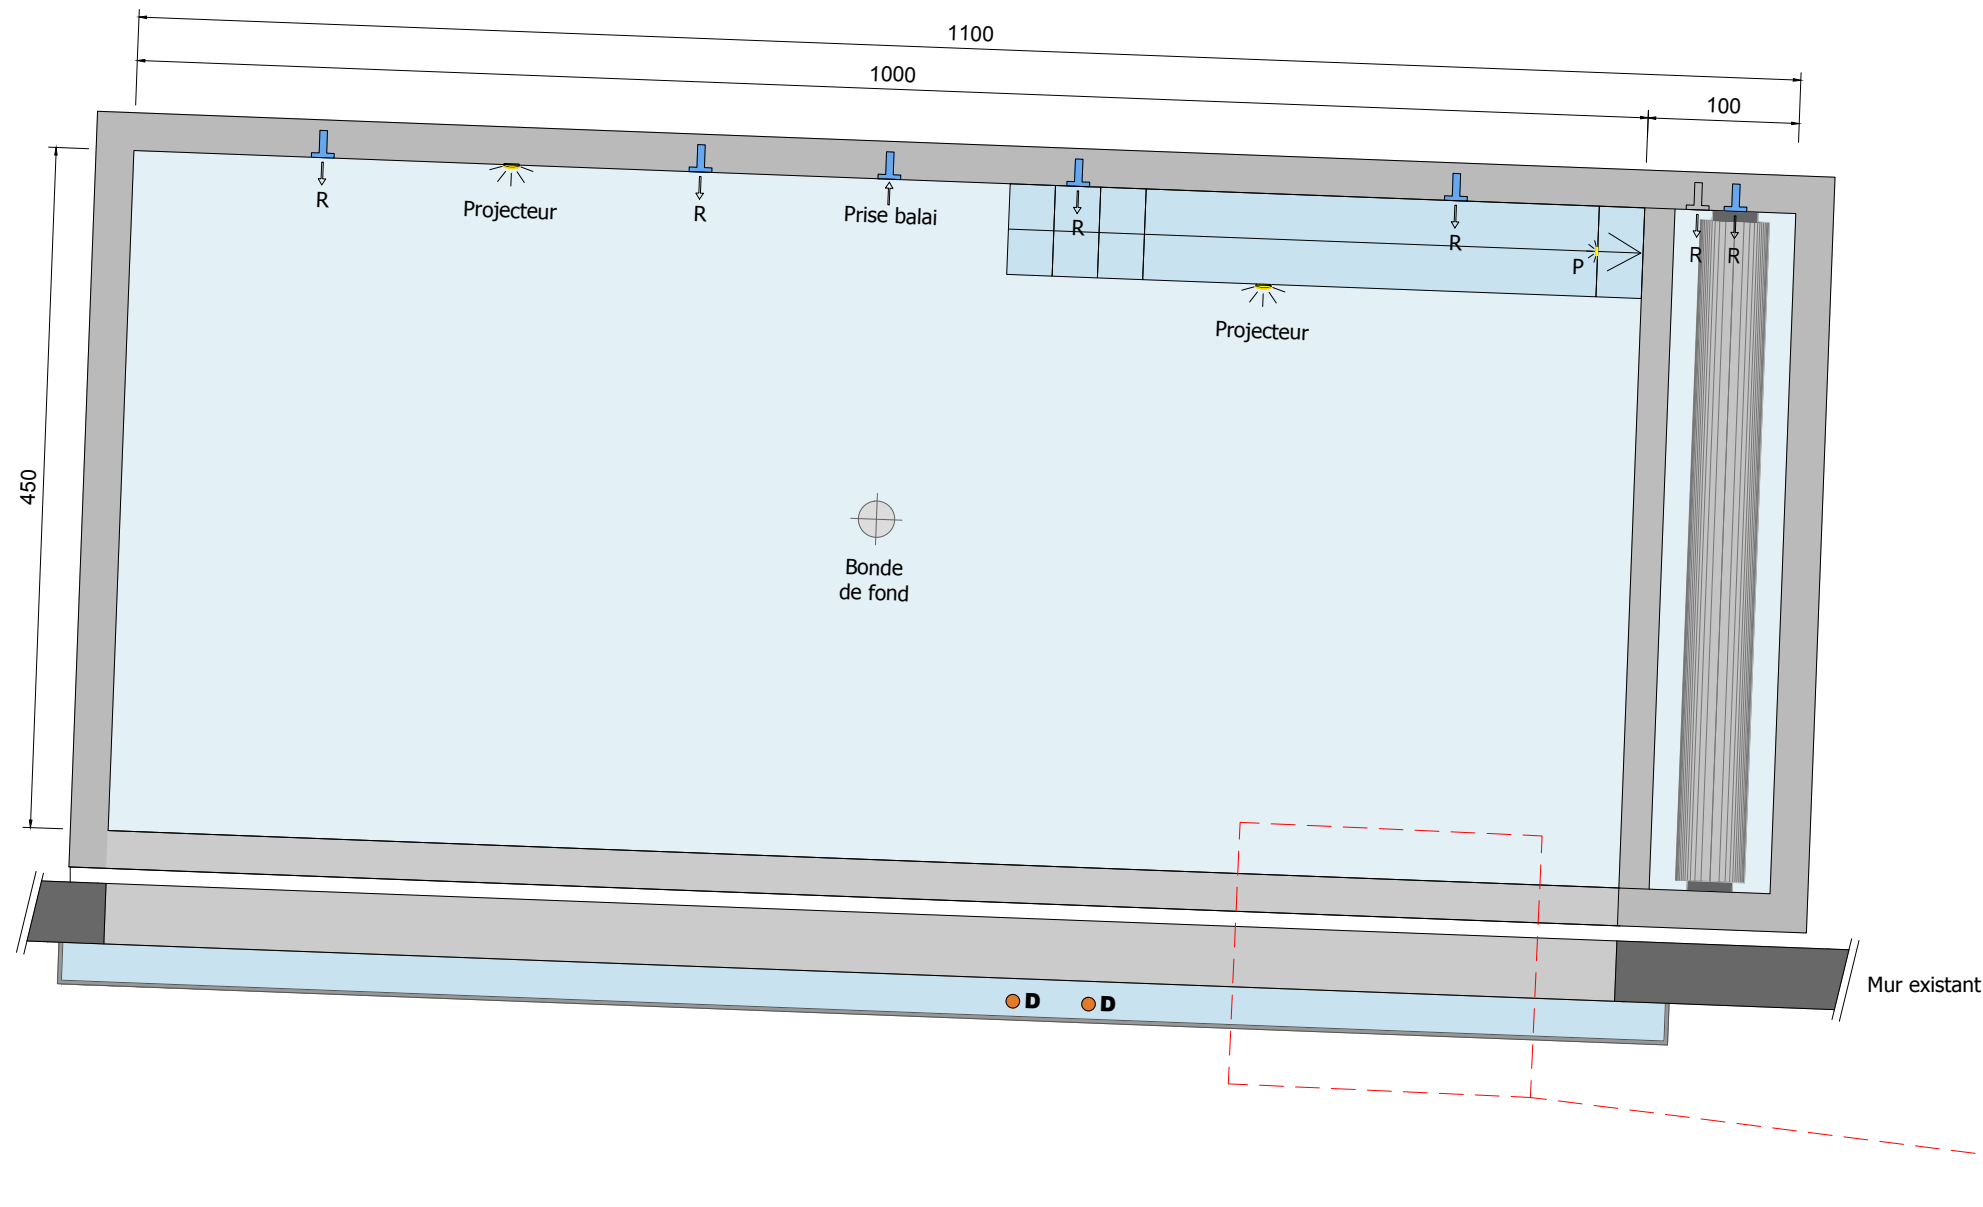 1100
1000
100
450
R
Projecteur
R
Prise balai
R
R
P
R
R
Projecteur
Bonde
de fond
D
D
Mur existant